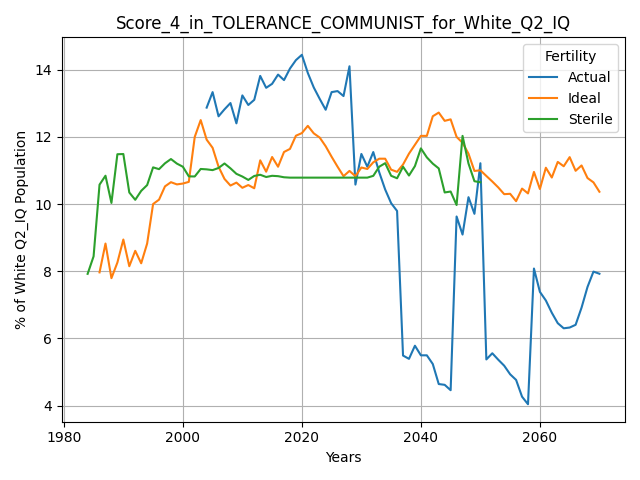 Score_4_in_TOLERANCE_COMMUNIST_for_White_Q2_IQ
% of White Q2_IQ Population
14
12
10
8
6
4
Fertility
Actual
Ideal
Sterile
1980
2000
2020
2040
2060
Years